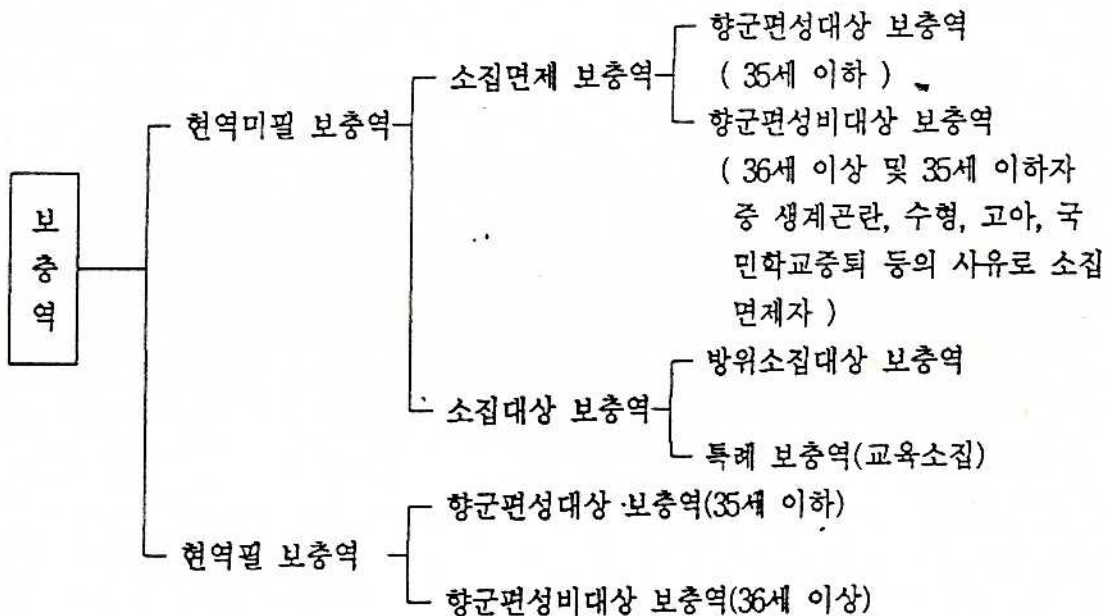 보충역
현역미필 보충역
소집면제 보충역
향군편성대상 보충역
( 35세 이하 )
향군편성비대상 보충역
( 36세 이상 및 35세 이하자
중 생계곤란, 수형, 고아, 국
민학교중퇴 등의 사유로 소집
면제자 )
소집대상 보충역
방위소집대상 보충역
특례 보충역(교육소집)
현역필 보충역
향군편성대상 보충역(35세 이하)
향군편성비대상 보충역(36세 이상)